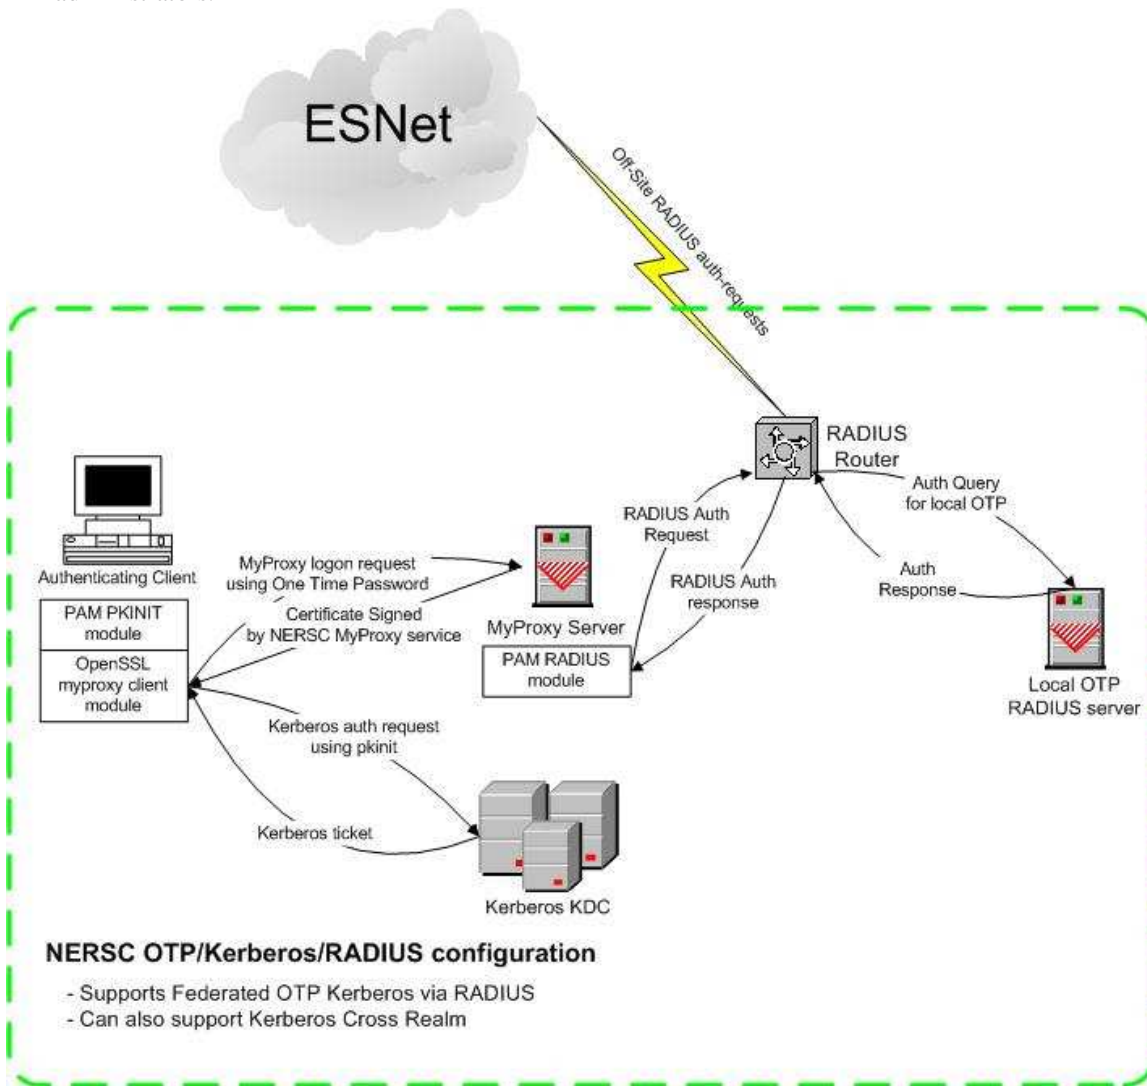 ESNet
Off-Site RADIUS auth-requests
RADIUS
Router
Auth Query
for local OTP
RADIUS Auth
Request
Authenticating Client
MyProxy logon request
using One Time Password
RADIUS Auth
response
Auth
Response
PAM PKINIT
module
Certificate Signed
by NERSC MyProxy service
MyProxy Server
OpenSSL
myproxy client
module
PAM RADIUS
module
Local OTP
RADIUS server
Kerberos auth request
using pkinit
Kerberos ticket
Kerberos KDC
NERSC OTP/Kerberos/RADIUS configuration
- Supports Federated OTP Kerberos via RADIUS
- Can also support Kerberos Cross Realm